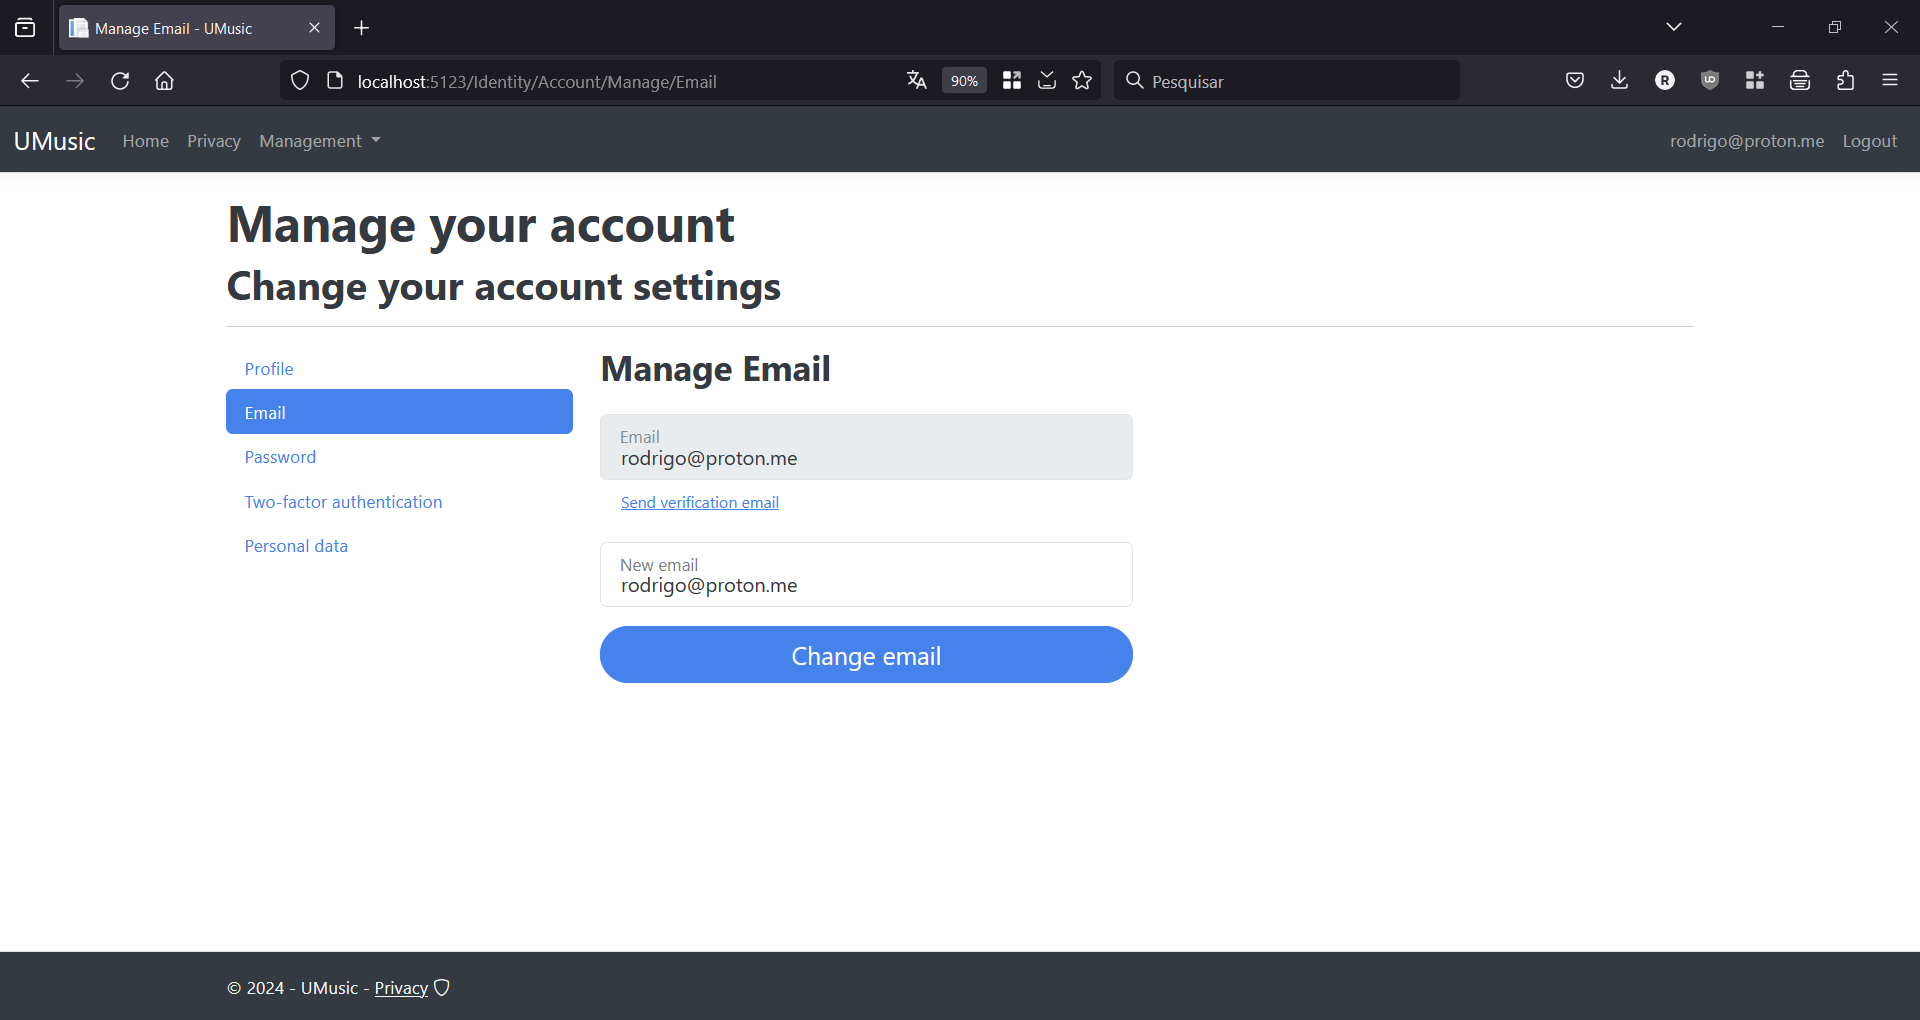 Manage Email - UMusic
localhost:5123/Identity/Account/Manage/Email
90%
Pesquisar
UMusic Home Privacy Management
rodrigo@proton.me Logout
Manage your account
Change your account settings
Profile
Email
Password
Two-factor authentication
Personal data
Manage Email
Email
rodrigo@proton.me
Send verification email
New email
rodrigo@proton.me
Change email
© 2024 - UMusic - Privacy